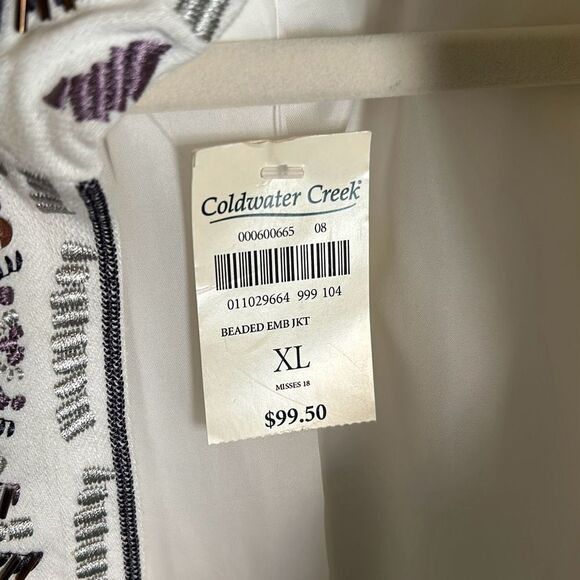 Coldwater Creek®
000600665 08
011029664 999 104
BEADED EMB JKT
XL
MISSES 18
$99.50